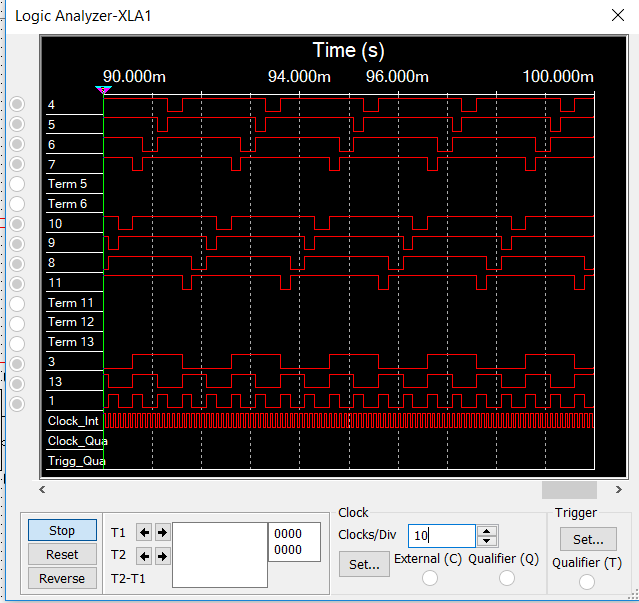 Logic Analyzer-XLA1
Time (s)
90.000m 94.000m 96.000m 100.000m
4
5
6
7
Term 5
Term 6
10
9
8
11
Term 11
Term 12
Term 13
3
13
1
Clock_Int
Clock_Qua
Trigg_Qua
Stop
Reset
Reverse
T1
T2
T2-T1
0000
0000
Clock
Clocks/Div 10
Set...
External (C) Qualifier (Q)
Trigger
Set...
Qualifier (T)